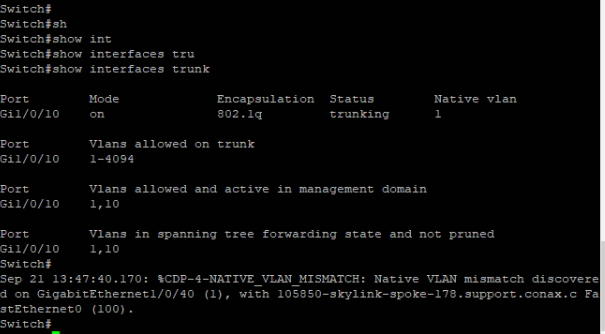 Switch#
Switch#sh
Switch#show int
Switch#show interfaces tru
Switch#show interfaces trunk
Port Mode Encapsulation Status Native vlan
Gi1/0/10 on 802.1q trunking 1
Port Vlans allowed on trunk
Gi1/0/10 1-4094
Port Vlans allowed and active in management domain
Gi1/0/10 1,10
Port Vlans in spanning tree forwarding state and not pruned
Gi1/0/10 1,10
Switch#
Sep 21 13:47:40.170: %CDP-4-NATIVE_VLAN_MISMATCH: Native VLAN mismatch discovere
d on GigabitEthernet1/0/40 (1), with 105850-skylink-spoke-178.support.conax.c Fa
stEthernet0 (100).
Switch#